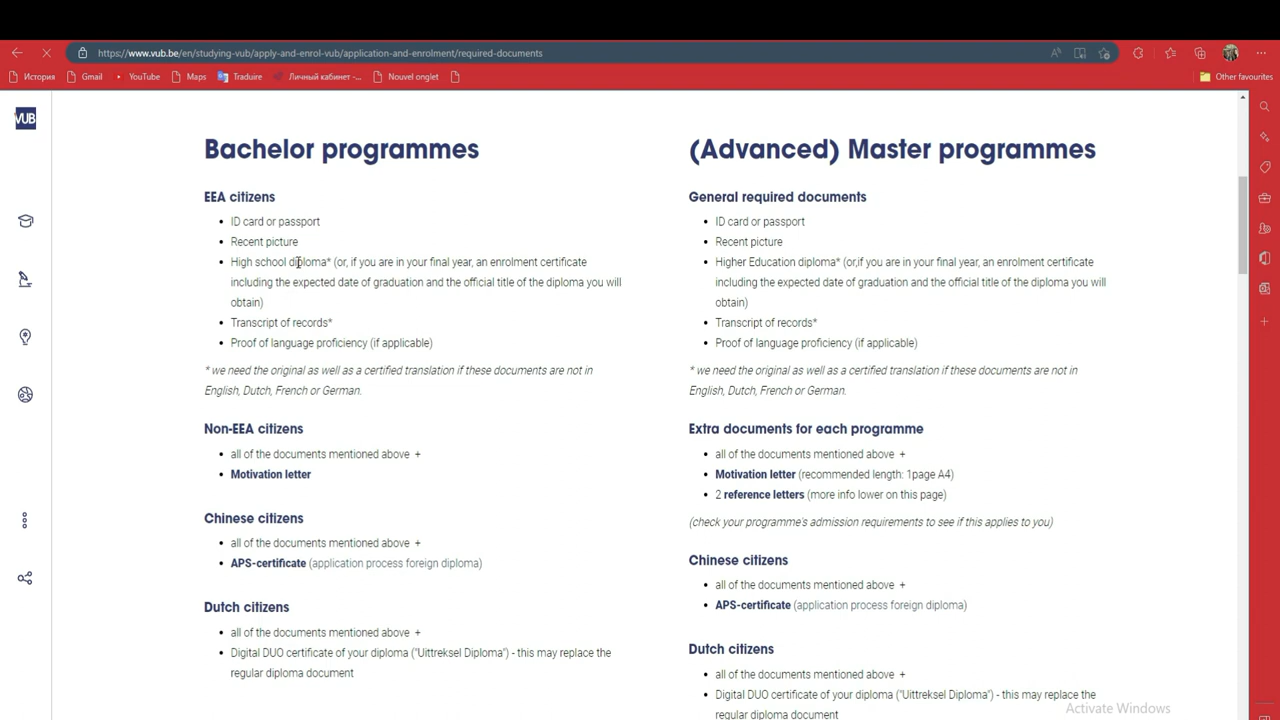 https://www.vub.be/en/studying-vub/apply-and-enrol-vub/application-and-enrolment/required-documents
История
Gmail
YouTube
Maps
Traduire
Личный кабинет -...
Nouvel onglet
Other favourites
VUB
Bachelor programmes
EEA citizens
ID card or passport
Recent picture
High school diploma* (or, if you are in your final year, an enrolment certificate
including the expected date of graduation and the official title of the diploma you will
obtain)
Transcript of records*
Proof of language proficiency (if applicable)
* we need the original as well as a certified translation if these documents are not in
English, Dutch, French or German.
Non-EEA citizens
all of the documents mentioned above +
Motivation letter
Chinese citizens
all of the documents mentioned above +
APS-certificate (application process foreign diploma)
Dutch citizens
all of the documents mentioned above +
Digital DUO certificate of your diploma ("Uittreksel Diploma") - this may replace the
regular diploma document
(Advanced) Master programmes
General required documents
ID card or passport
Recent picture
Higher Education diploma* (or,if you are in your final year, an enrolment certificate
including the expected date of graduation and the official title of the diploma you will
obtain)
Transcript of records*
Proof of language proficiency (if applicable)
* we need the original as well as a certified translation if these documents are not in
English, Dutch, French or German.
Extra documents for each programme
all of the documents mentioned above +
Motivation letter (recommended length: 1page A4)
2 reference letters (more info lower on this page)
(check your programme's admission requirements to see if this applies to you)
Chinese citizens
all of the documents mentioned above +
APS-certificate (application process foreign diploma)
Dutch citizens
all of the documents mentioned above +
Digital DUO certificate of your diploma ("Uittreksel Diploma") - this may replace the
regular diploma document
Activate Windows